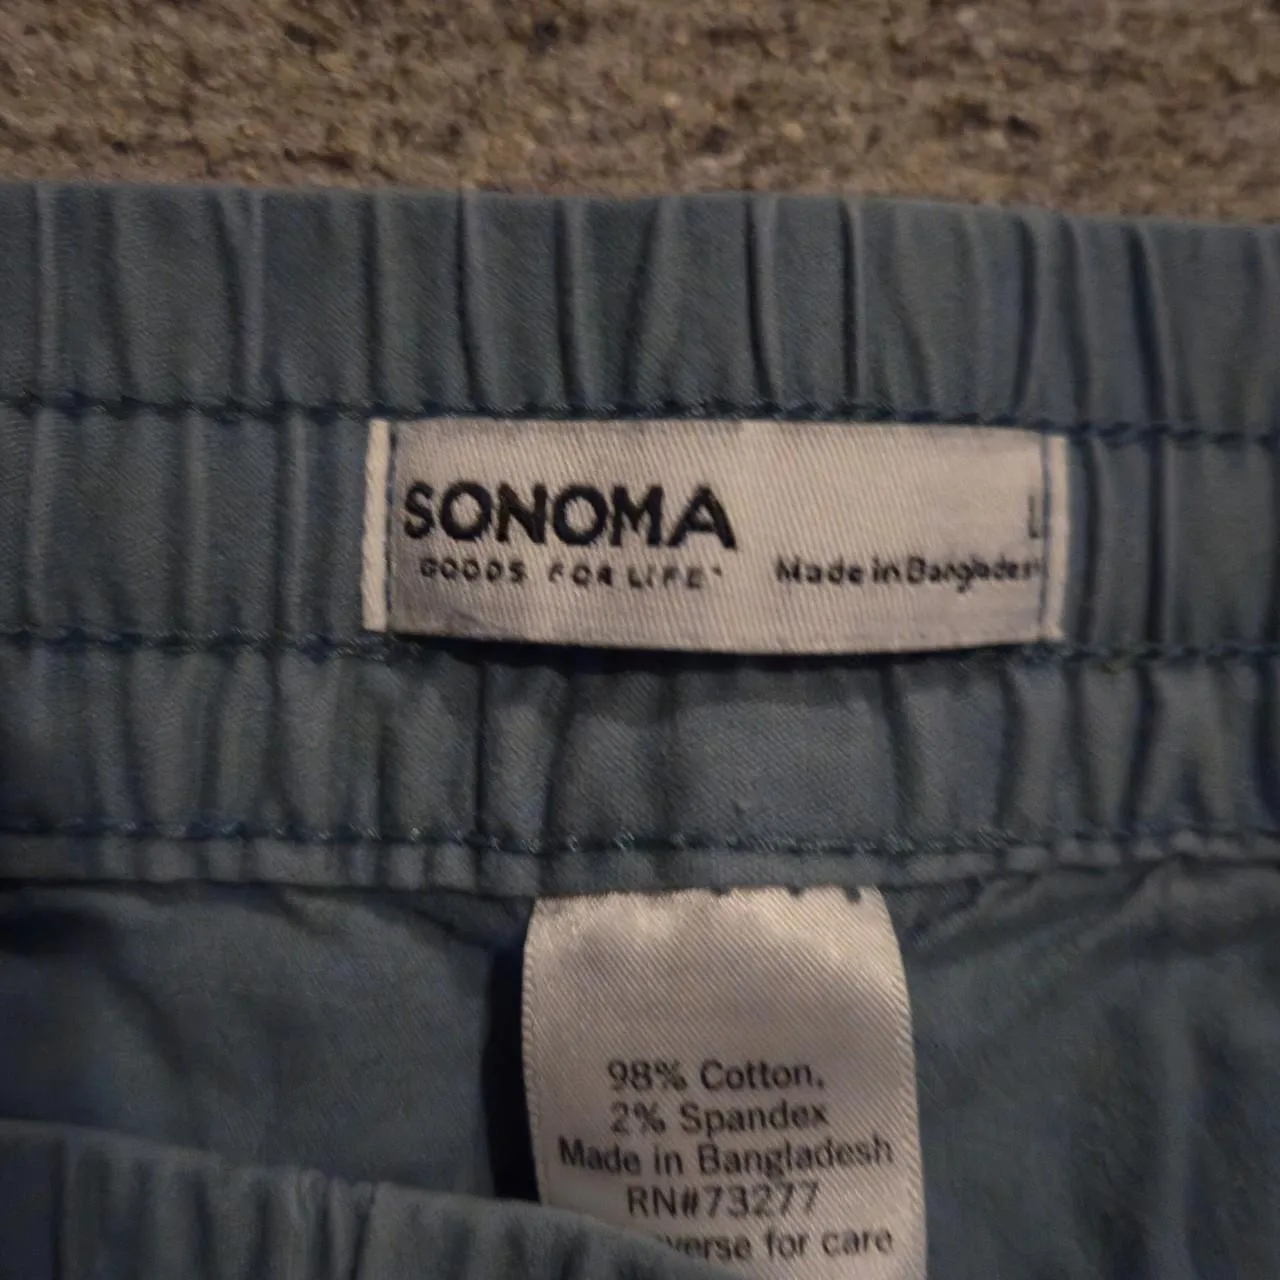 SONOMA
GOODS FOR LIFE
L
Made in Bangladesh
98% Cotton,
2% Spandex
Made in Bangladesh
RN#73277
verse for care